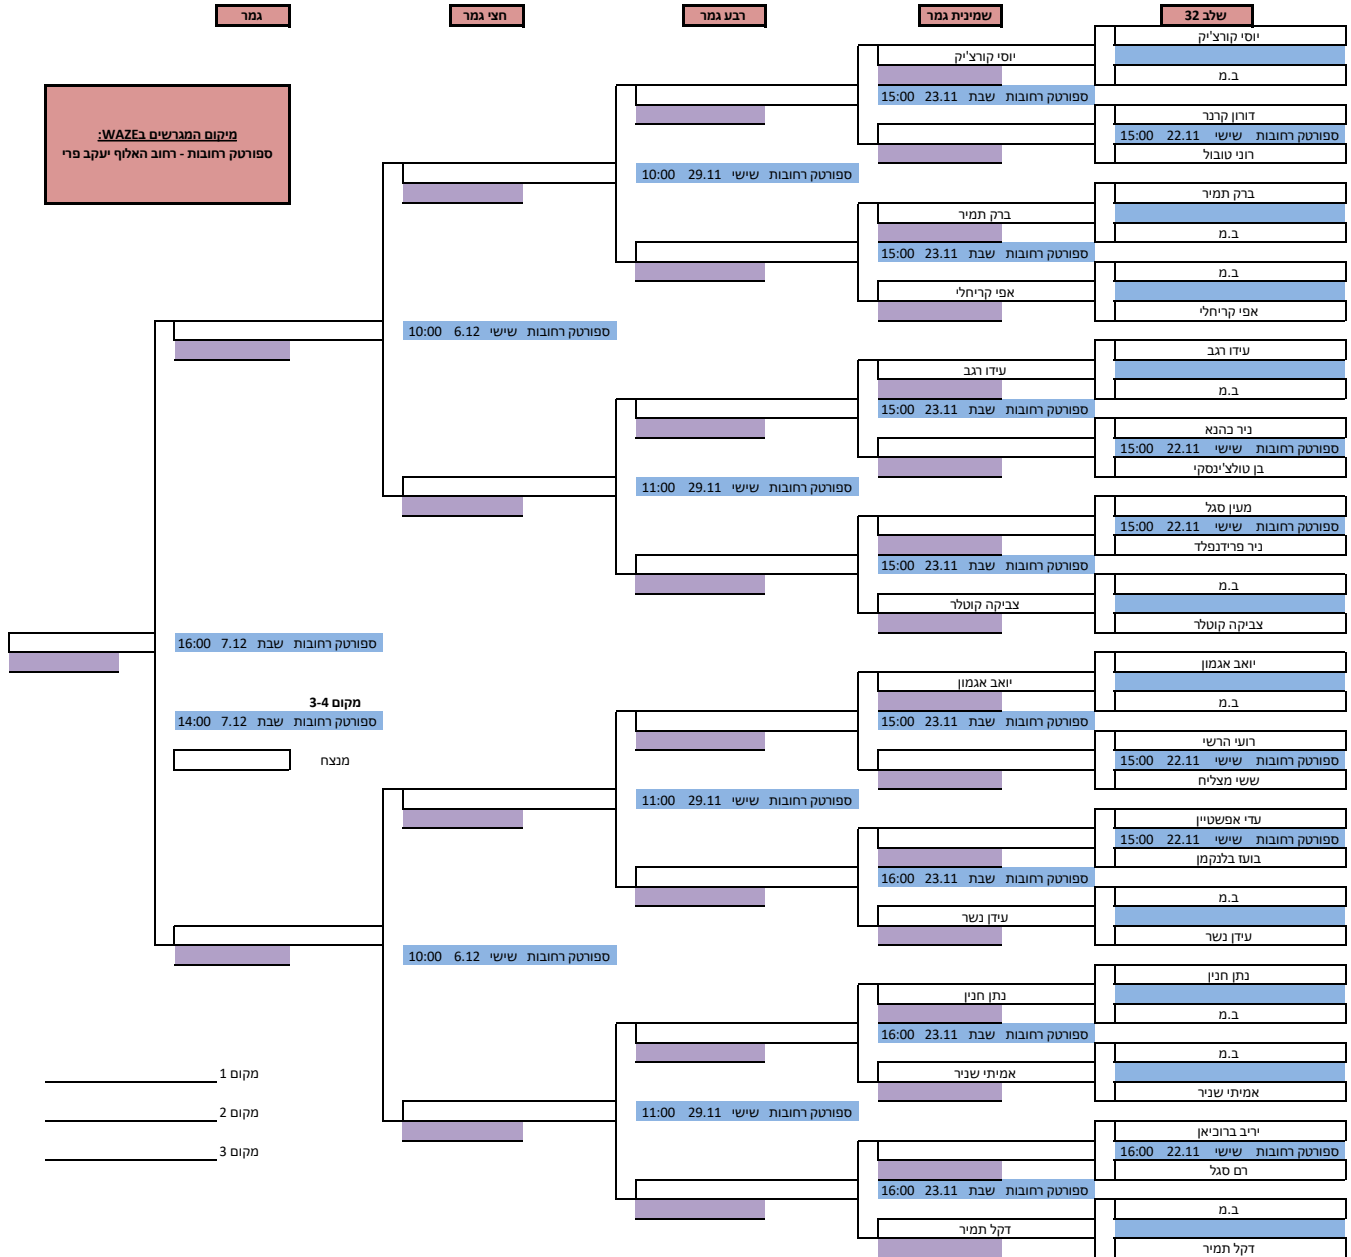 שלב 32
שמינית גמר
רבע גמר
חצי גמר
גמר
יוסי קורצ'יק
יוסי קורצ'יק
ב.מ
ספורטק רחובות שבת 23.11 15:00
דורון קרנר
ספורטק רחובות שישי 22.11 15:00
מיקום המגרשים בWAZE:
ספורטק רחובות - רחוב האלוף יעקב פרי
רוני טובול
ספורטק רחובות שישי 29.11 10:00
ברק תמיר
ברק תמיר
ב.מ
ספורטק רחובות שבת 23.11 15:00
ב.מ
אפי קריחלי
אפי קריחלי
ספורטק רחובות שישי 6.12 10:00
עידו רגב
עידו רגב
ב.מ
ספורטק רחובות שבת 23.11 15:00
ניר כהנא
ספורטק רחובות שישי 22.11 15:00
בן טולצ'ינסקי
ספורטק רחובות שישי 29.11 11:00
מעין סגל
ספורטק רחובות שישי 22.11 15:00
ניר פרידנפלד
ספורטק רחובות שבת 23.11 15:00
ב.מ
צביקה קוטלר
צביקה קוטלר
ספורטק רחובות שבת 7.12 16:00
יואב אגמון
יואב אגמון
ב.מ
מקום 3-4
ספורטק רחובות שבת 23.11 15:00
ספורטק רחובות שבת 7.12 14:00
רועי הרשי
ספורטק רחובות שישי 22.11 15:00
מנצח
ששי מצליח
ספורטק רחובות שישי 29.11 11:00
עדי אפשטיין
ספורטק רחובות שישי 22.11 15:00
בועז בלנקמן
ספורטק רחובות שבת 23.11 16:00
ב.מ
עידן נשר
עידן נשר
ספורטק רחובות שישי 6.12 10:00
נתן חנין
נתן חנין
ב.מ
ספורטק רחובות שבת 23.11 16:00
ב.מ
אמיתי שניר
מקום 1
אמיתי שניר
ספורטק רחובות שישי 29.11 11:00
מקום 2
יריב ברוכיאן
ספורטק רחובות שישי 22.11 16:00
מקום 3
רם סגל
ספורטק רחובות שבת 23.11 16:00
ב.מ
דקל תמיר
דקל תמיר